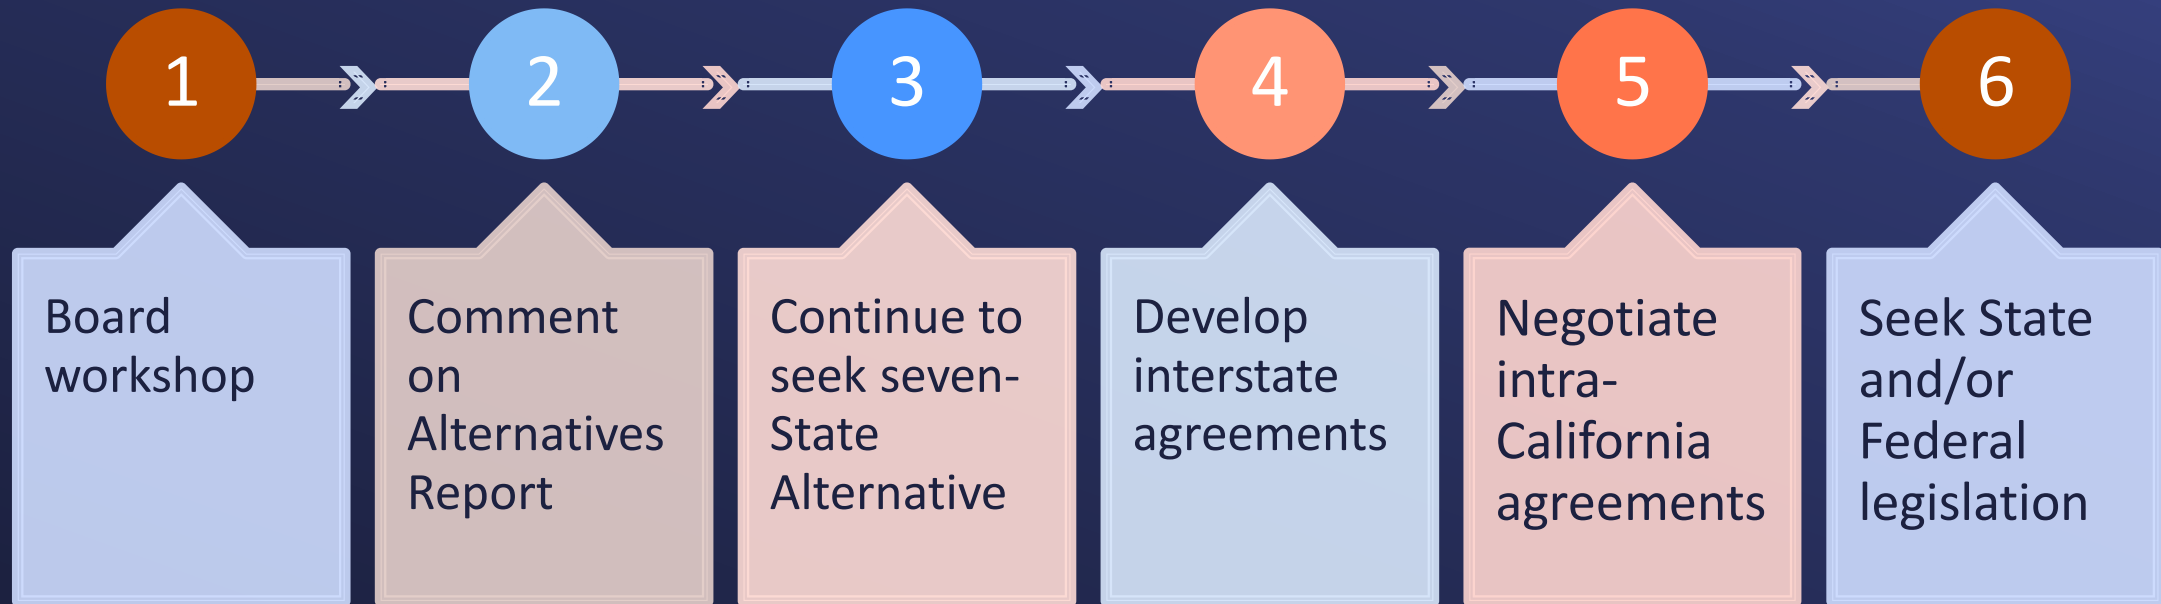 1
2
3
4
5
6
Board
workshop
Comment
on
Alternatives
Report
Continue to
seek seven-
State
Alternative
Develop
interstate
agreements
Negotiate
intra-
California
agreements
Seek State
and/or
Federal
legislation